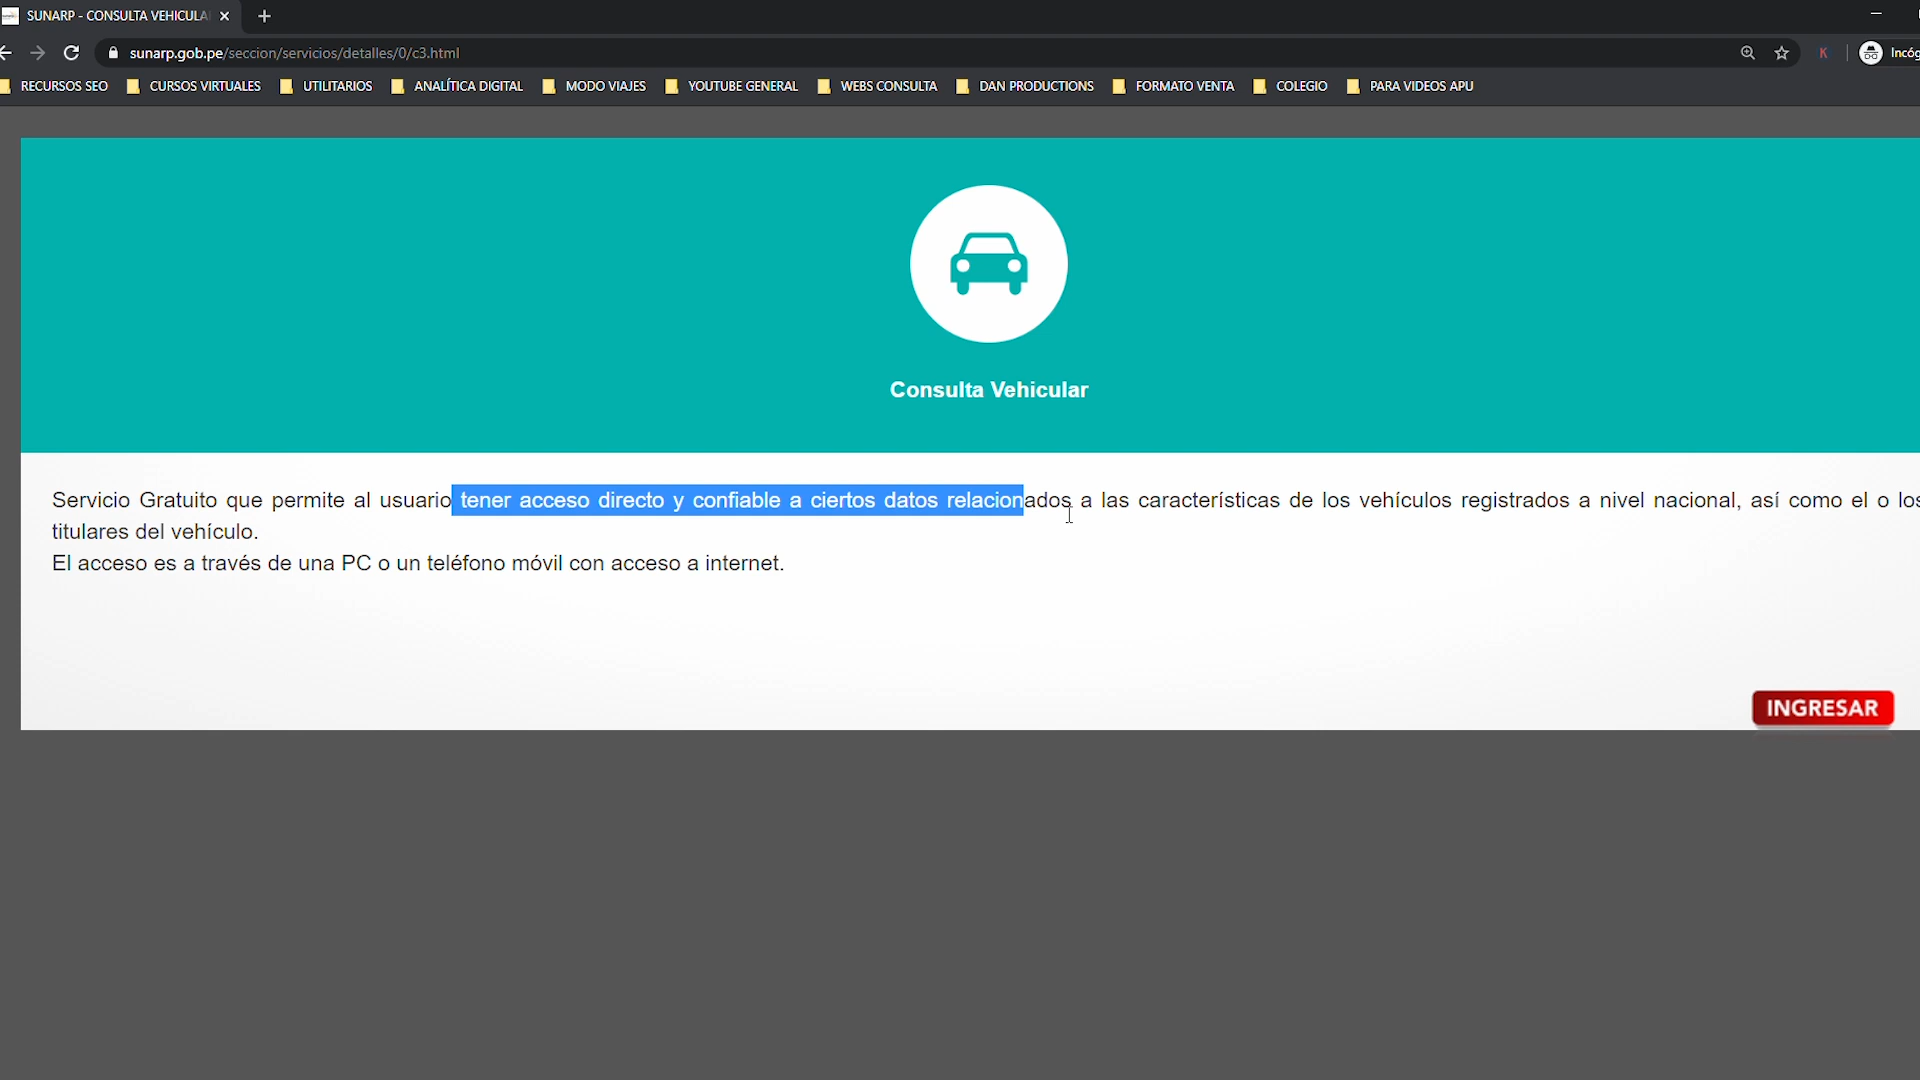 SUNARP - CONSULTA VEHICULA
sunarp.gob.pe/seccion/servicios/detalles/0/c3.html
K
Incóg
RECURSOS SEO CURSOS VIRTUALES UTILITARIOS ANALÍTICA DIGITAL MODO VIAJES YOUTUBE GENERAL WEBS CONSULTA DAN PRODUCTIONS FORMATO VENTA COLEGIO PARA VIDEOS APU
Consulta Vehicular
Servicio Gratuito que permite al usuario tener acceso directo y confiable a ciertos datos relacionados a las características de los vehículos registrados a nivel nacional, así como el o los
titulares del vehículo.
El acceso es a través de una PC o un teléfono móvil con acceso a internet.
INGRESAR